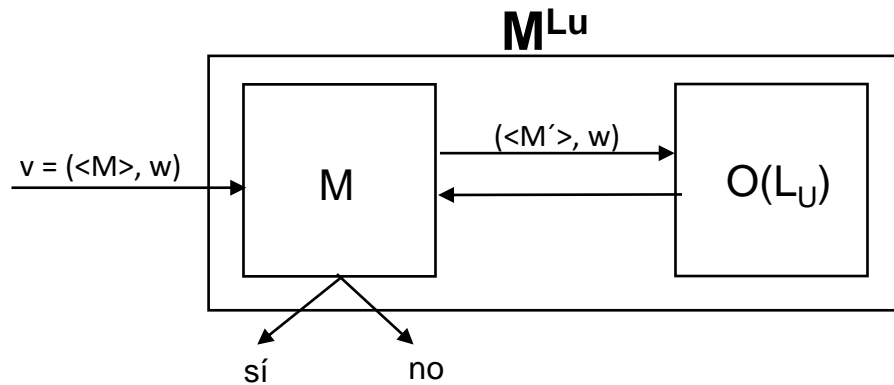 M^Lu
v = (<M>, w)
M
(<M´>, w)
O(L_U)
sí
no